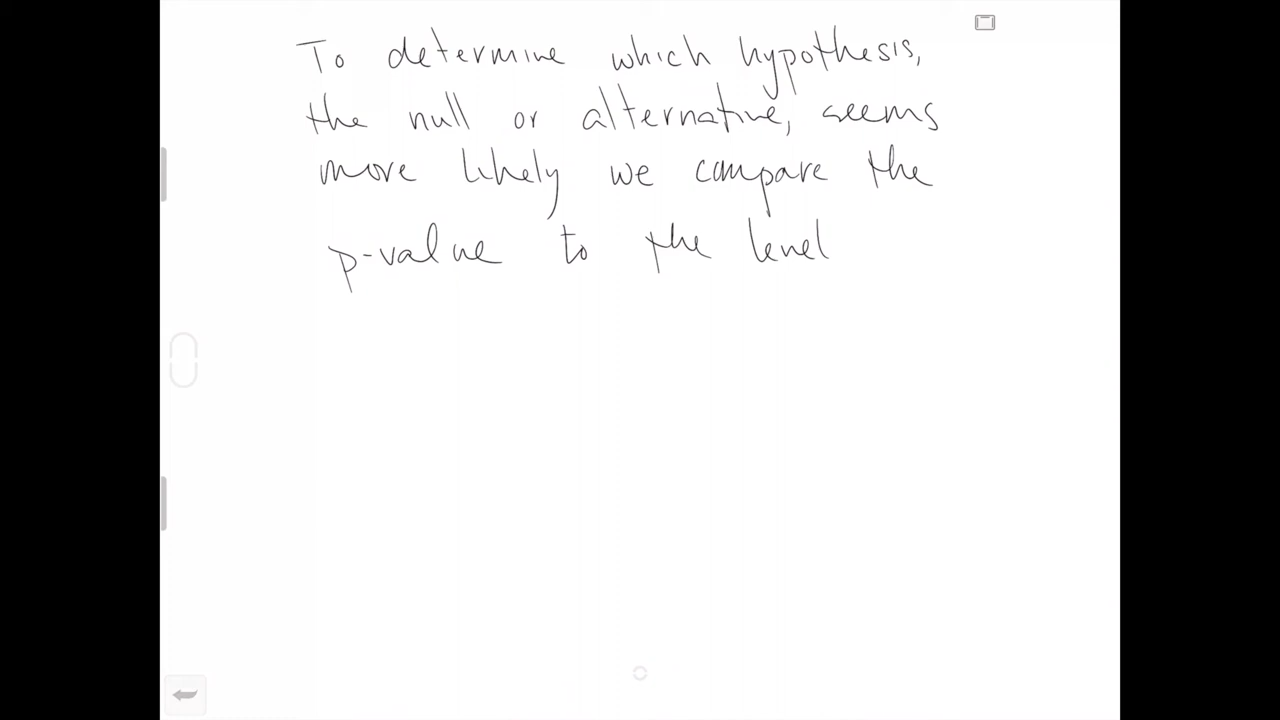 To determine which hypothesis,
the null or alternative, seems
more likely we compare the
p-value to the level